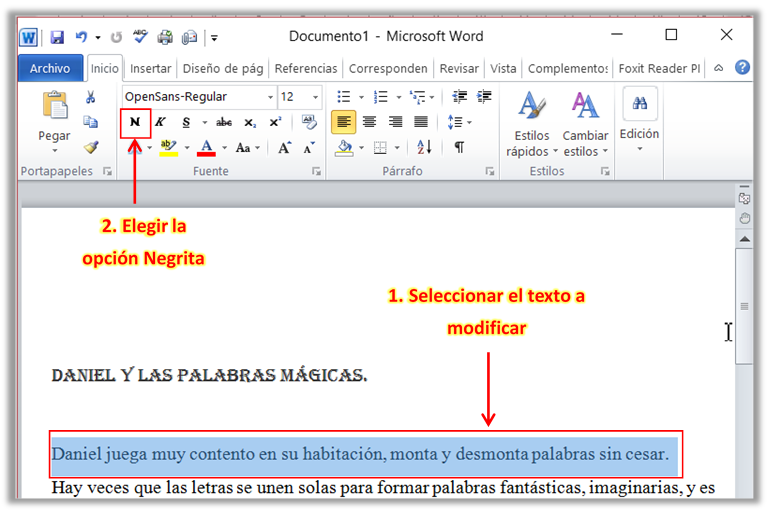 Documento1 - Microsoft Word
Archivo Inicio Insertar Diseño de pág Referencias Corresponden Revisar Vista Complementos Foxit Reader PI
OpenSans-Regular 12
N K S abc x₂ x² Aa A A
Pegar
Estilos rápidos
Cambiar estilos
Edición
Portapapeles Fuente Párrafo Estilos
2. Elegir la
opción Negrita
1. Seleccionar el texto a
modificar
DANIEL Y LAS PALABRAS MÁGICAS.
Daniel juega muy contento en su habitación, monta y desmonta palabras sin cesar.
Hay veces que las letras se unen solas para formar palabras fantásticas, imaginarias, y es